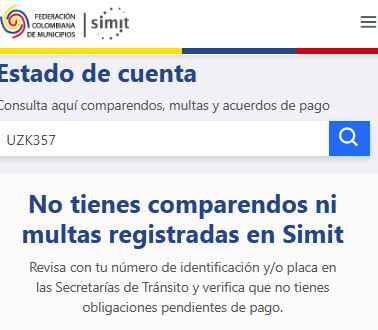 FEDERACIÓN
COLOMBIANA
DE MUNICIPIOS
simit
Estado de cuenta
Consulta aquí comparendos, multas y acuerdos de pago
UZK357
No tienes comparendos ni
multas registradas en Simit
Revisa con tu número de identificación y/o placa en
las Secretarías de Tránsito y verifica que no tienes
obligaciones pendientes de pago.